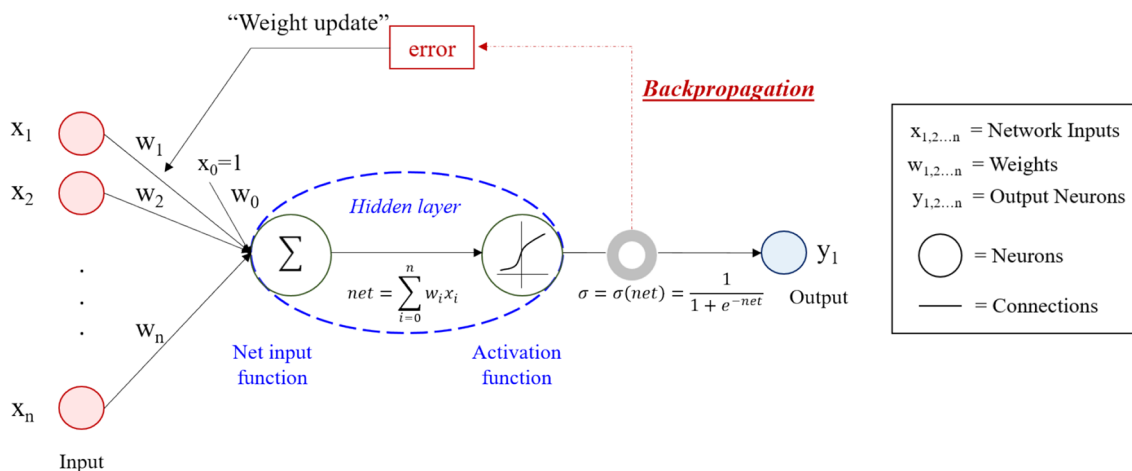 “Weight update”
error
Backpropagation
x₁
w₁
x₀=1
x₂
w₂
w₀
Hidden layer
Σ
y₁
.
.
.
net = ∑ⁿᵢ₌₀ wᵢxᵢ
σ = σ(net) = 1 / (1 + e⁻ⁿᵉᵗ)
Output
wₙ
Net input
function
Activation
function
xₙ
Input
x₁,₂…ₙ = Network Inputs
w₁,₂…ₙ = Weights
y₁,₂…ₙ = Output Neurons
= Neurons
= Connections